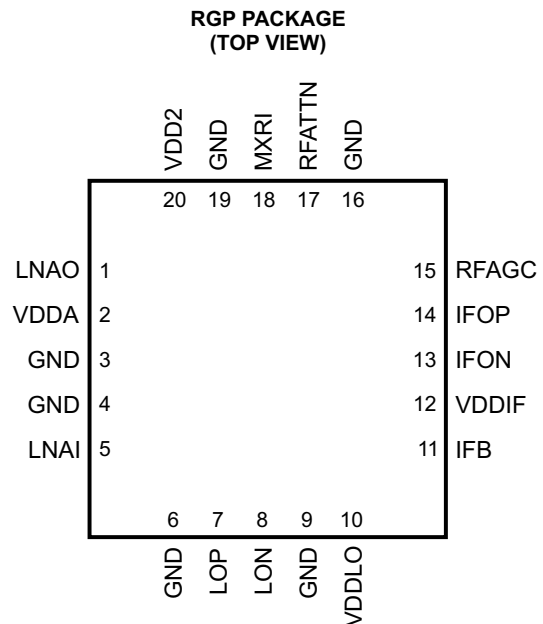 RGP PACKAGE
(TOP VIEW)
VDD2 GND MXRI RFATTN GND
20 19 18 17 16
LNAO 1 15 RFAGC
VDDA 2 14 IFOP
GND 3 13 IFON
GND 4 12 VDDIF
LNAI 5 11 IFB
6 7 8 9 10
GND LOP LON GND VDDLO